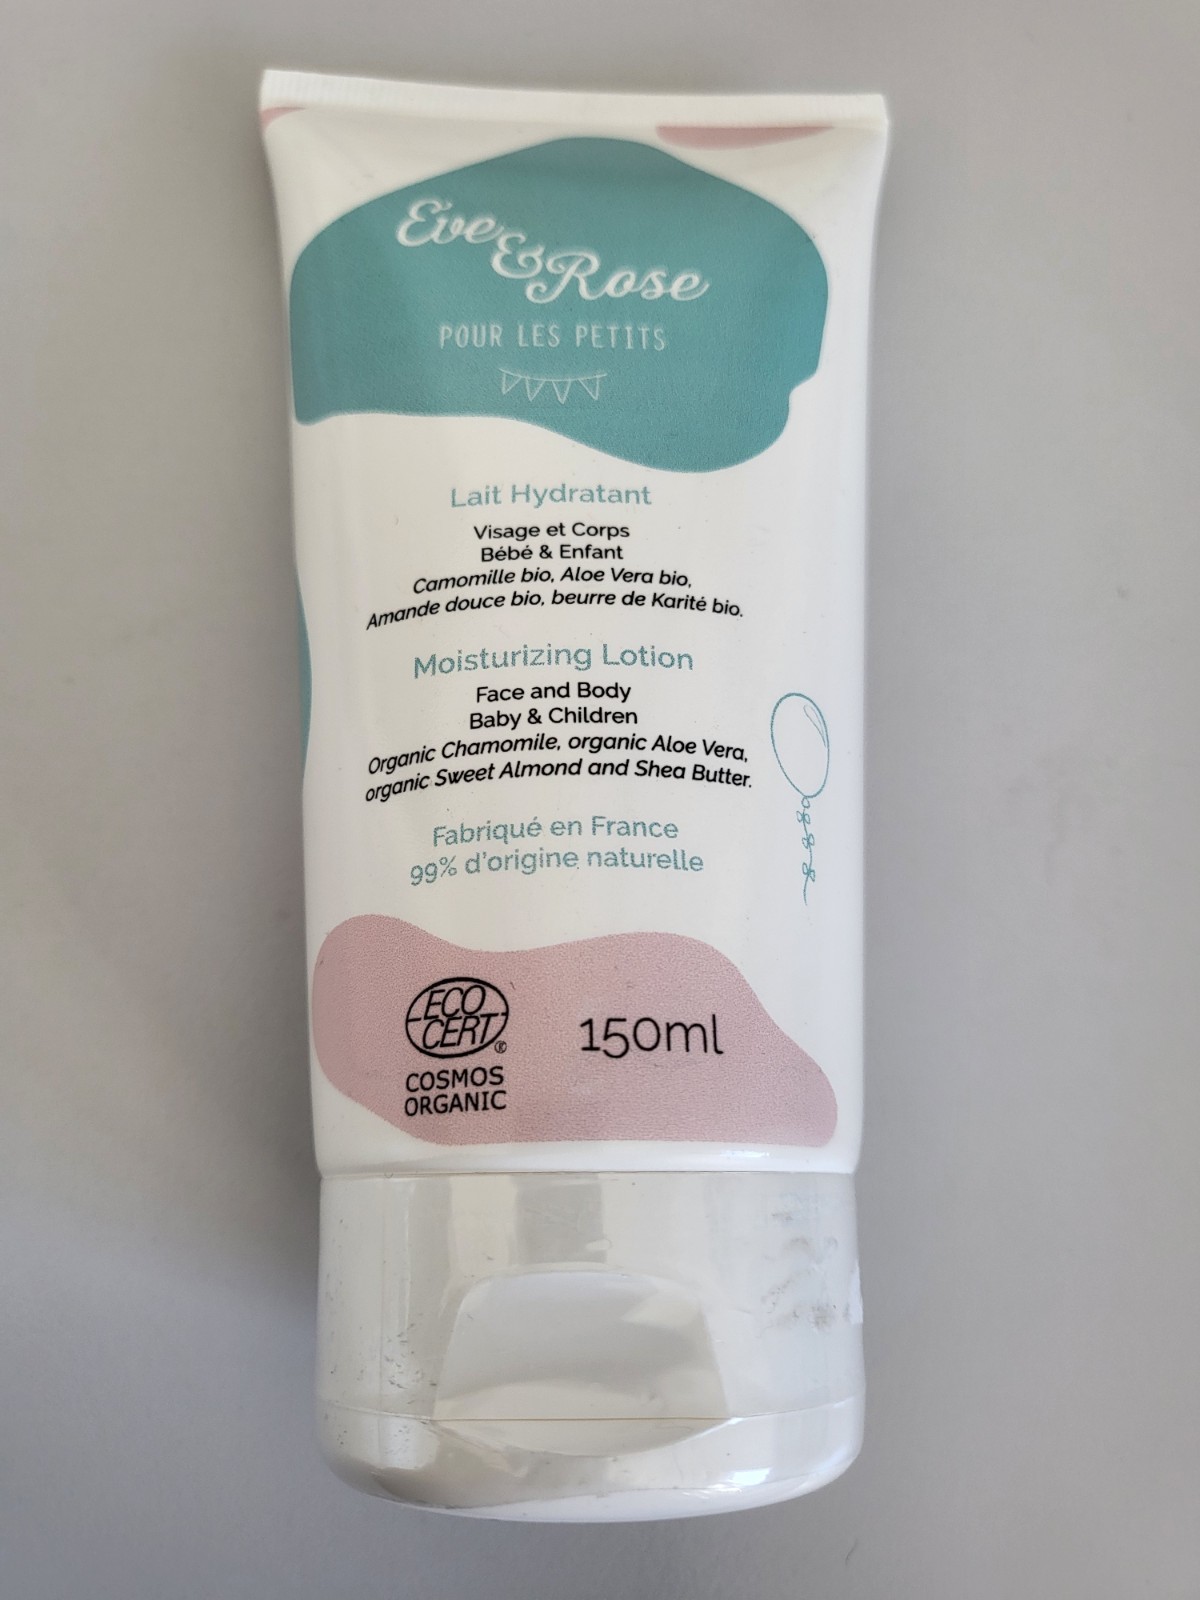 Eve & Rose
POUR LES PETITS
Lait Hydratant
Visage et Corps
Bébé & Enfant
Camomille bio, Aloe Vera bio,
Amande douce bio, beurre de Karité bio.
Moisturizing Lotion
Face and Body
Baby & Children
Organic Chamomile, organic Aloe Vera,
organic Sweet Almond and Shea Butter.
Fabriqué en France
99% d'origine naturelle
ECO
CERT®
COSMOS
ORGANIC
150ml